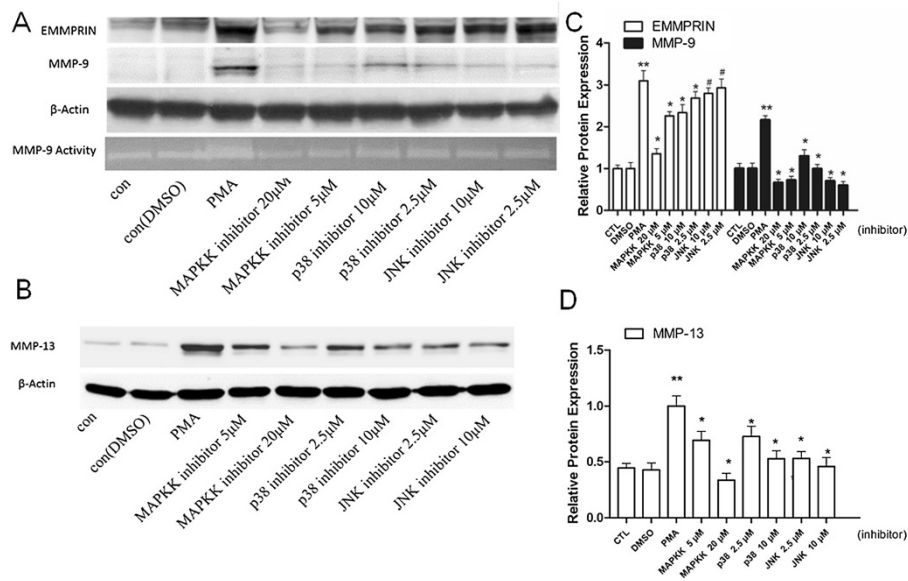 A
EMMPRIN
MMP-9
β-Actin
MMP-9 Activity
con
con(DMSO)
PMA
MAPKK inhibitor 20μM
MAPKK inhibitor 5μM
p38 inhibitor 10μM
p38 inhibitor 2.5μM
JNK inhibitor 10μM
JNK inhibitor 2.5μM
B
MMP-13
β-Actin
con
con(DMSO)
PMA
MAPKK inhibitor 5μM
MAPKK inhibitor 20μM
p38 inhibitor 2.5μM
p38 inhibitor 10μM
JNK inhibitor 2.5μM
JNK inhibitor 10μM
C
EMMPRIN
MMP-9
Relative Protein Expression
4
3
2
1
0
** * * * * # #
** * * * * * *
CTL
DMSO
PMA
MAPKK 20 μM
MAPKK 5 μM
p38 10 μM
p38 2.5 μM
JNK 10 μM
JNK 2.5 μM
CTL
DMSO
PMA
MAPKK 20 μM
MAPKK 5 μM
p38 10 μM
p38 2.5 μM
JNK 10 μM
JNK 2.5 μM
(inhibitor)
D
MMP-13
Relative Protein Expression
1.5
1.0
0.5
0.0
** * * * * * *
CTL
DMSO
PMA
MAPKK 5 μM
MAPKK 20 μM
p38 2.5 μM
p38 10 μM
JNK 2.5 μM
JNK 10 μM
(inhibitor)